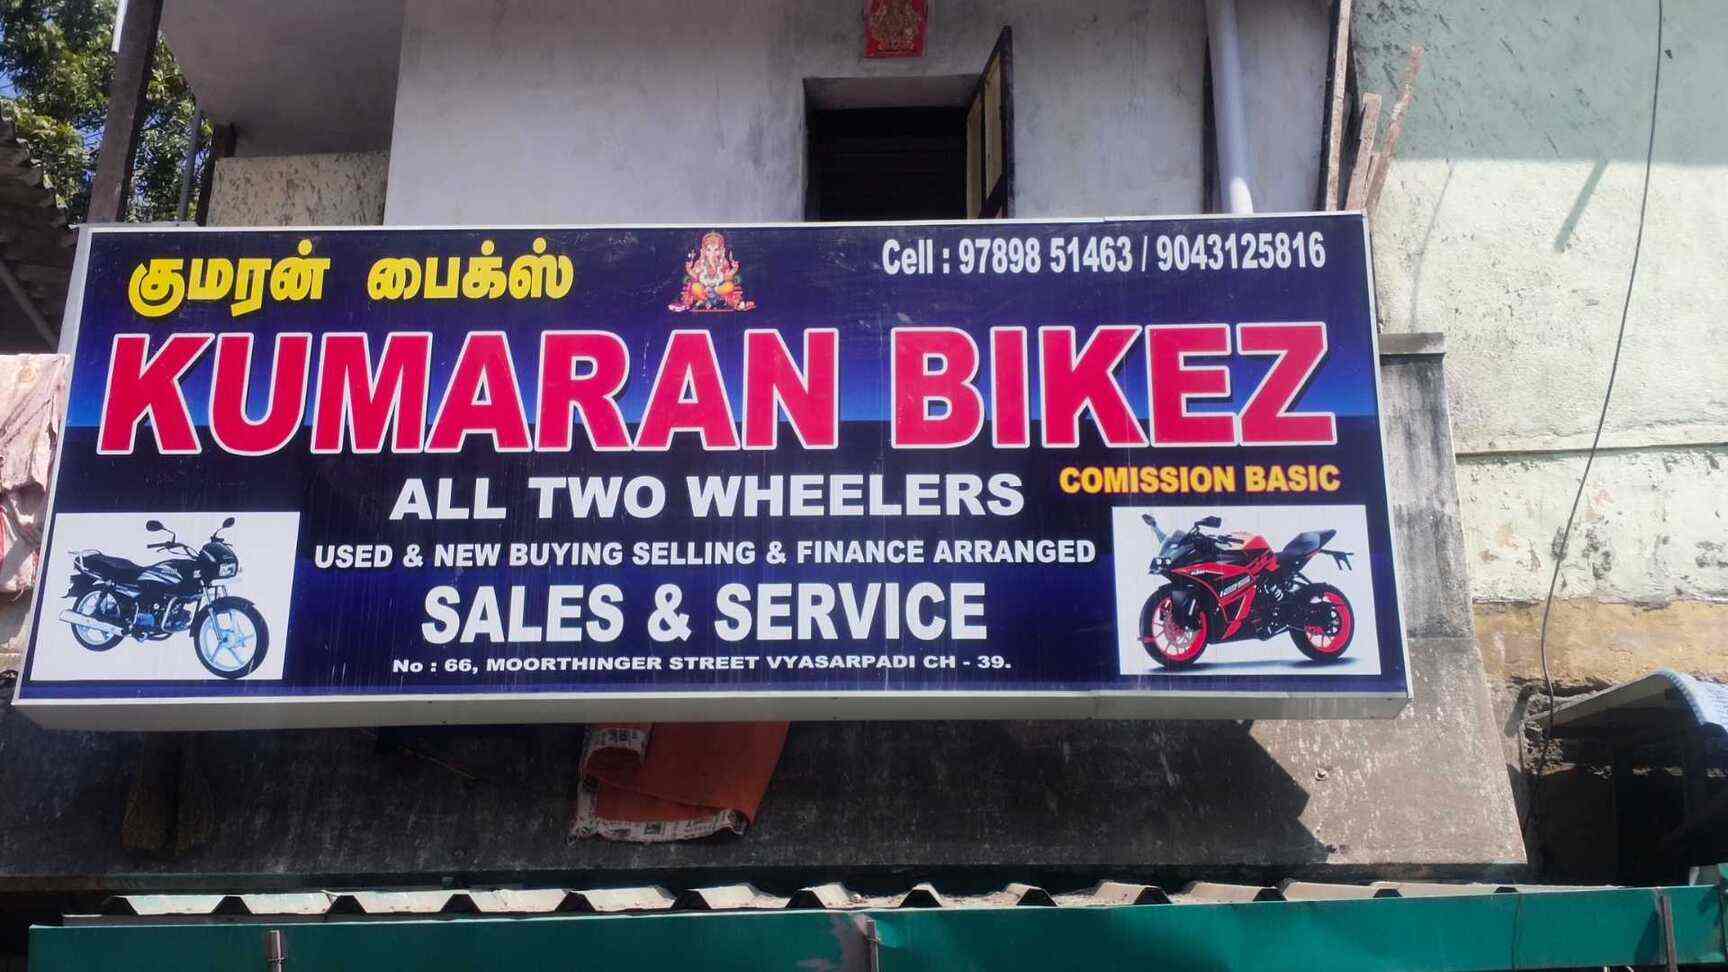 குமரன் பைக்ஸ்
Cell : 97898 51463 / 9043125816
KUMARAN BIKEZ
ALL TWO WHEELERS
COMISSION BASIC
USED & NEW BUYING SELLING & FINANCE ARRANGED
SALES & SERVICE
No : 66, MOORTHINGER STREET VYASARPADI CH - 39.